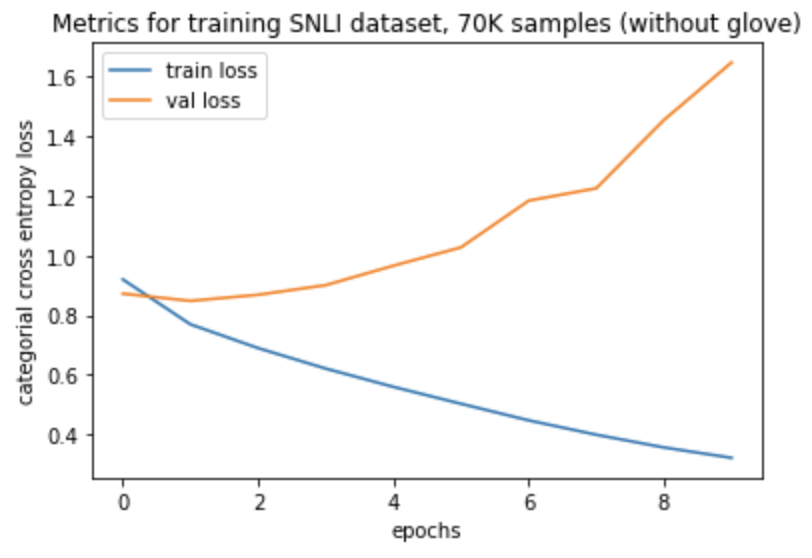 Metrics for training SNLI dataset, 70K samples (without glove)
train loss
val loss
1.6
1.4
1.2
1.0
0.8
0.6
0.4
categorial cross entropy loss
0 2 4 6 8
epochs